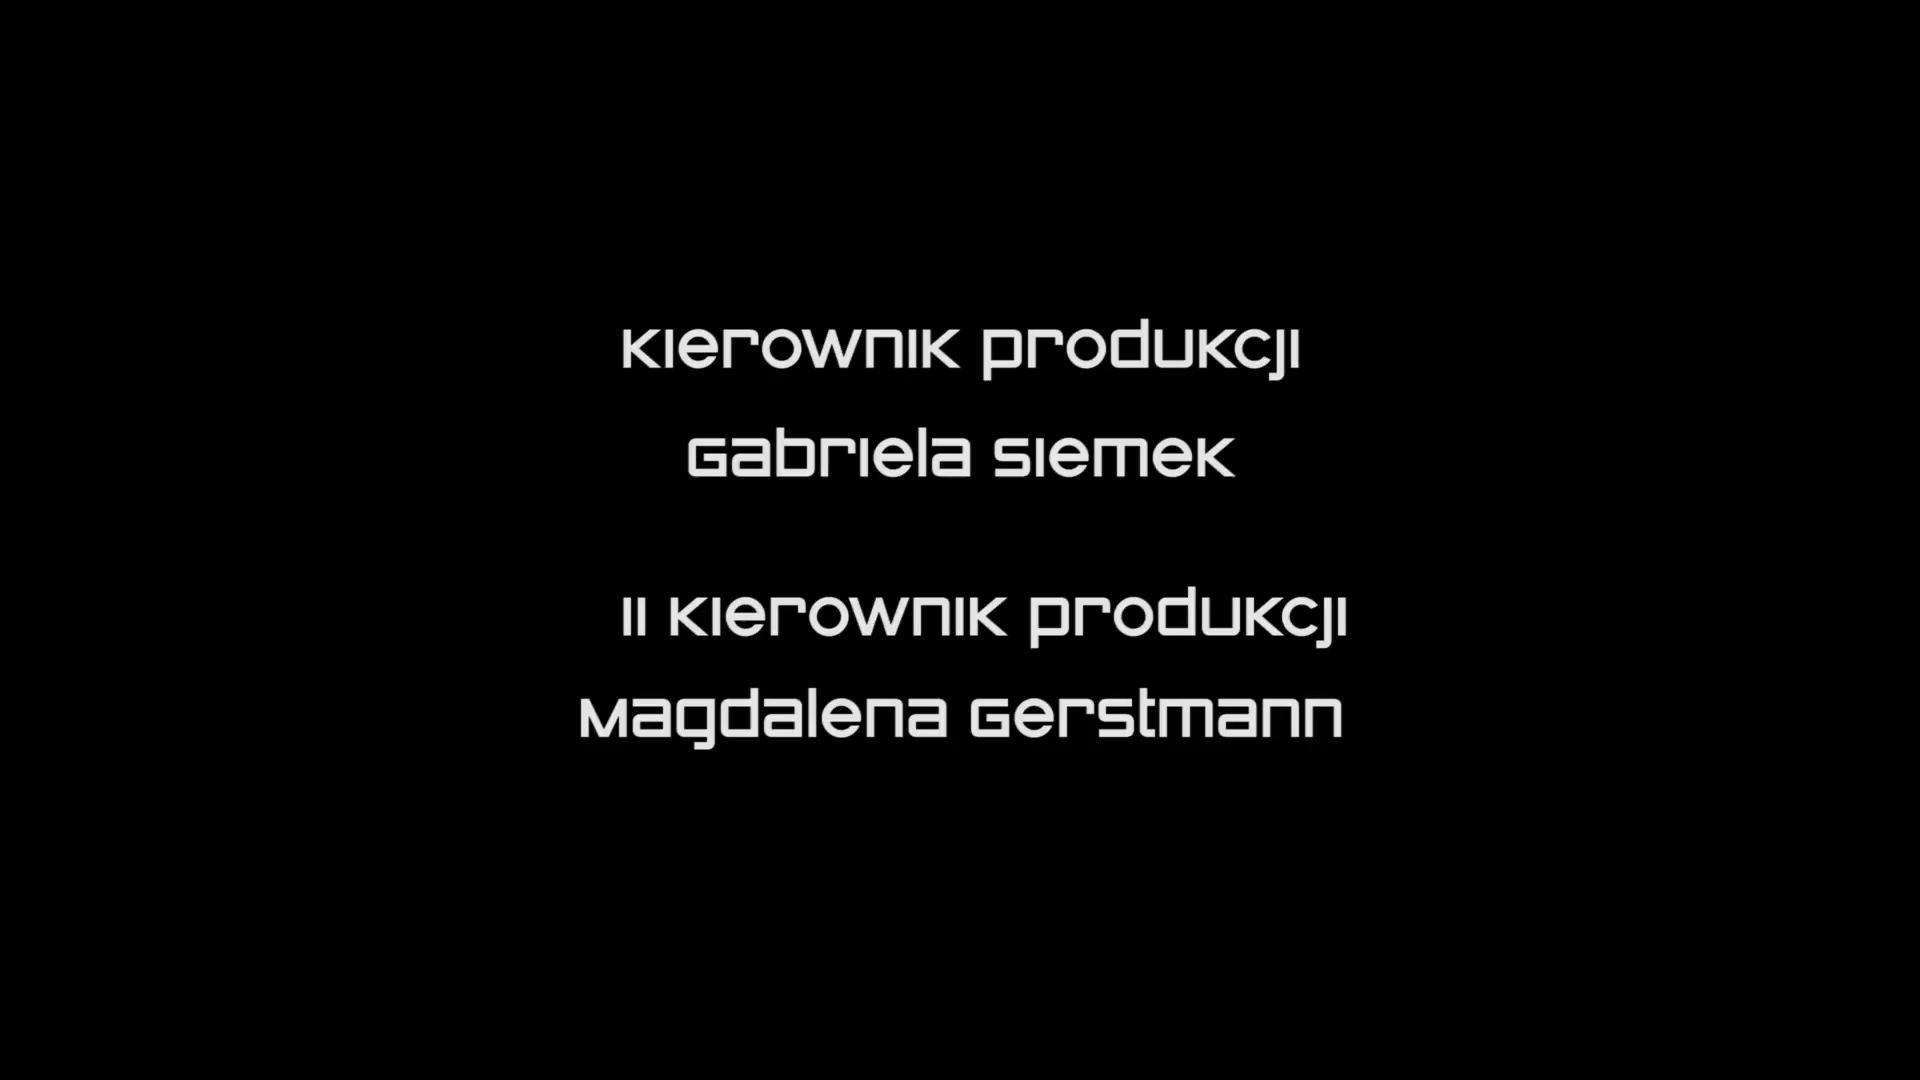 Kierownik produkcji
Gabriela Siemek
II Kierownik produkcji
Magdalena Gerstmann